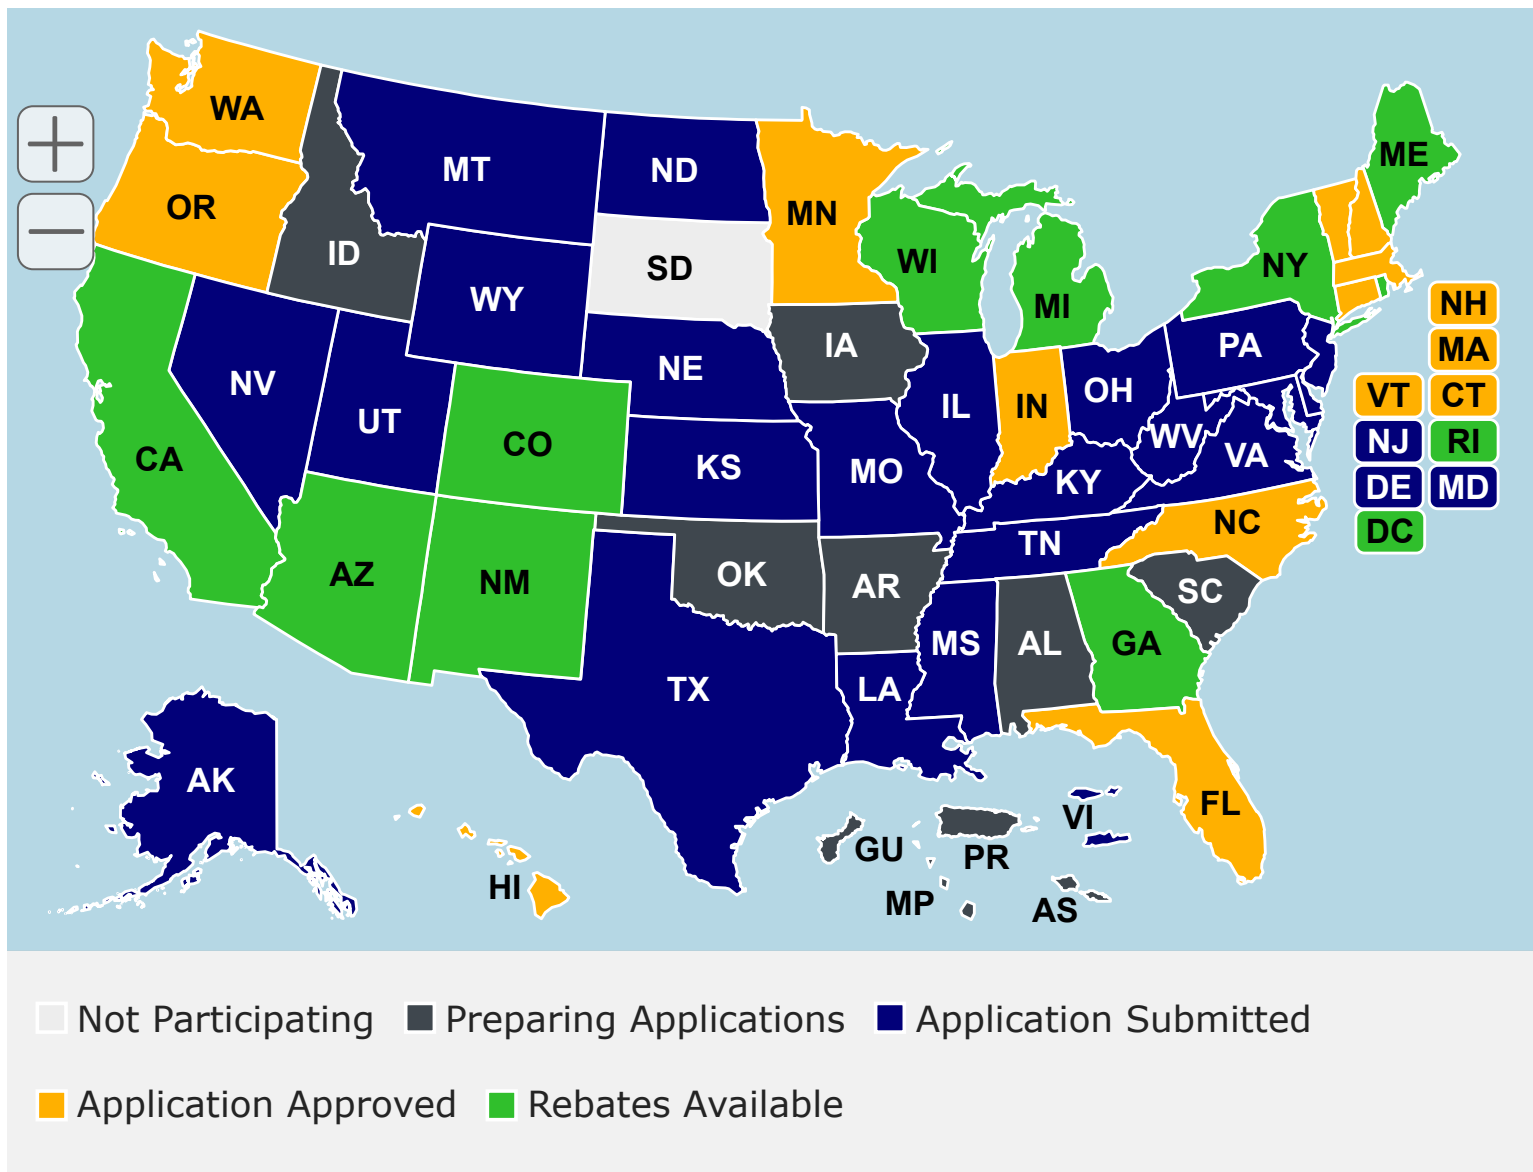 WA
MT
ND
ME
OR
MN
ID
SD
WI
NY
WY
MI
NH
IA
PA
MA
NE
NV
OH
VT
CT
IL
IN
UT
WV
NJ
RI
CO
VA
CA
KS
MO
KY
DE
MD
NC
DC
TN
AZ
NM
OK
AR
SC
MS
AL
GA
TX
LA
AK
FL
VI
GU
PR
HI
MP
AS
Not Participating
Preparing Applications
Application Submitted
Application Approved
Rebates Available